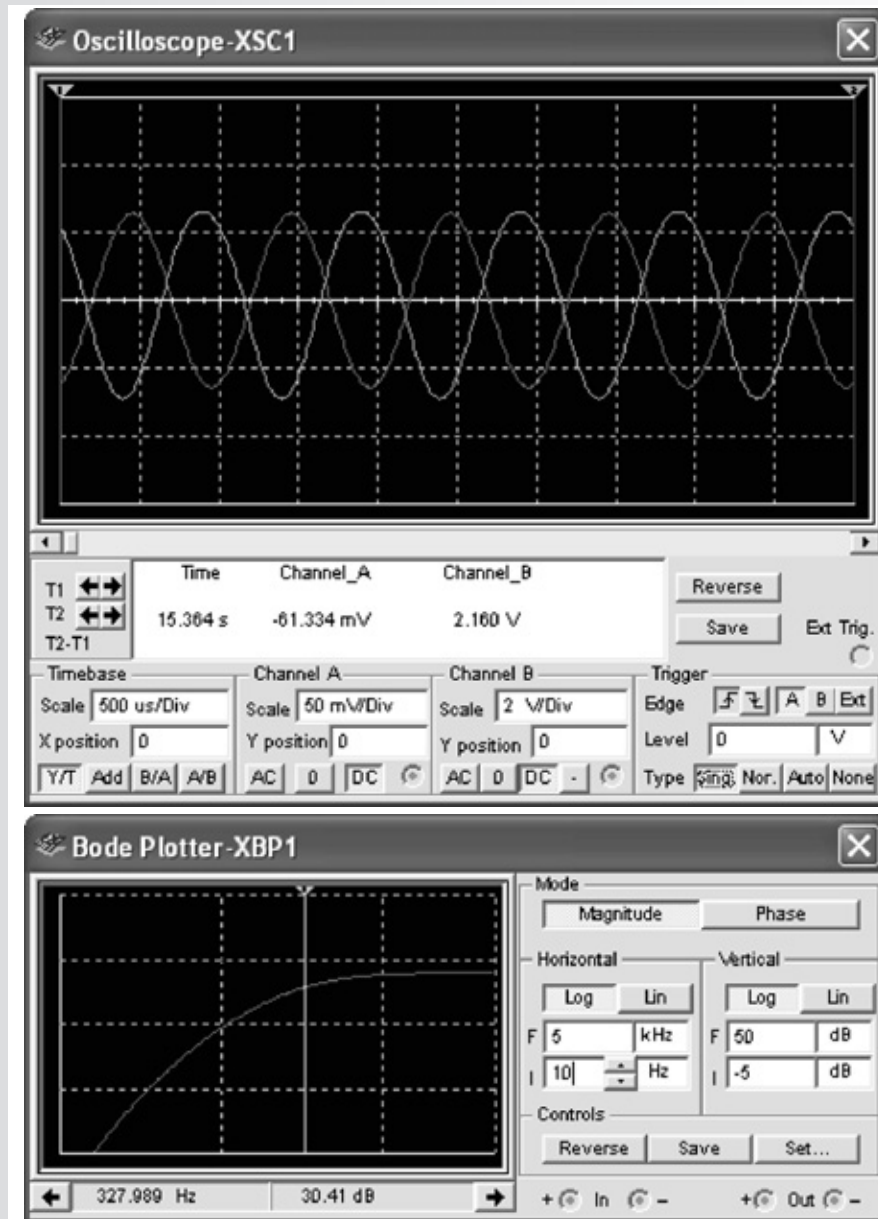 Oscilloscope-XSC1
1 2
Time Channel_A Channel_B
T1
T2 15.364 s -61.334 mV 2.160 V
T2-T1
Reverse
Save
Ext Trig.
Timebase
Scale 500 us/Div
X position 0
Y/T Add B/A A/B
Channel A
Scale 50 mV/Div
Y position 0
AC 0 DC
Channel B
Scale 2 V/Div
Y position 0
AC 0 DC -
Trigger
Edge A B Ext
Level 0 V
Type Sing. Nor. Auto None
Bode Plotter-XBP1
Mode
Magnitude Phase
Horizontal
Log Lin
F 5 kHz
I 10 Hz
Vertical
Log Lin
F 50 dB
I -5 dB
Controls
Reverse Save Set...
327.989 Hz 30.41 dB
+ In - + Out -